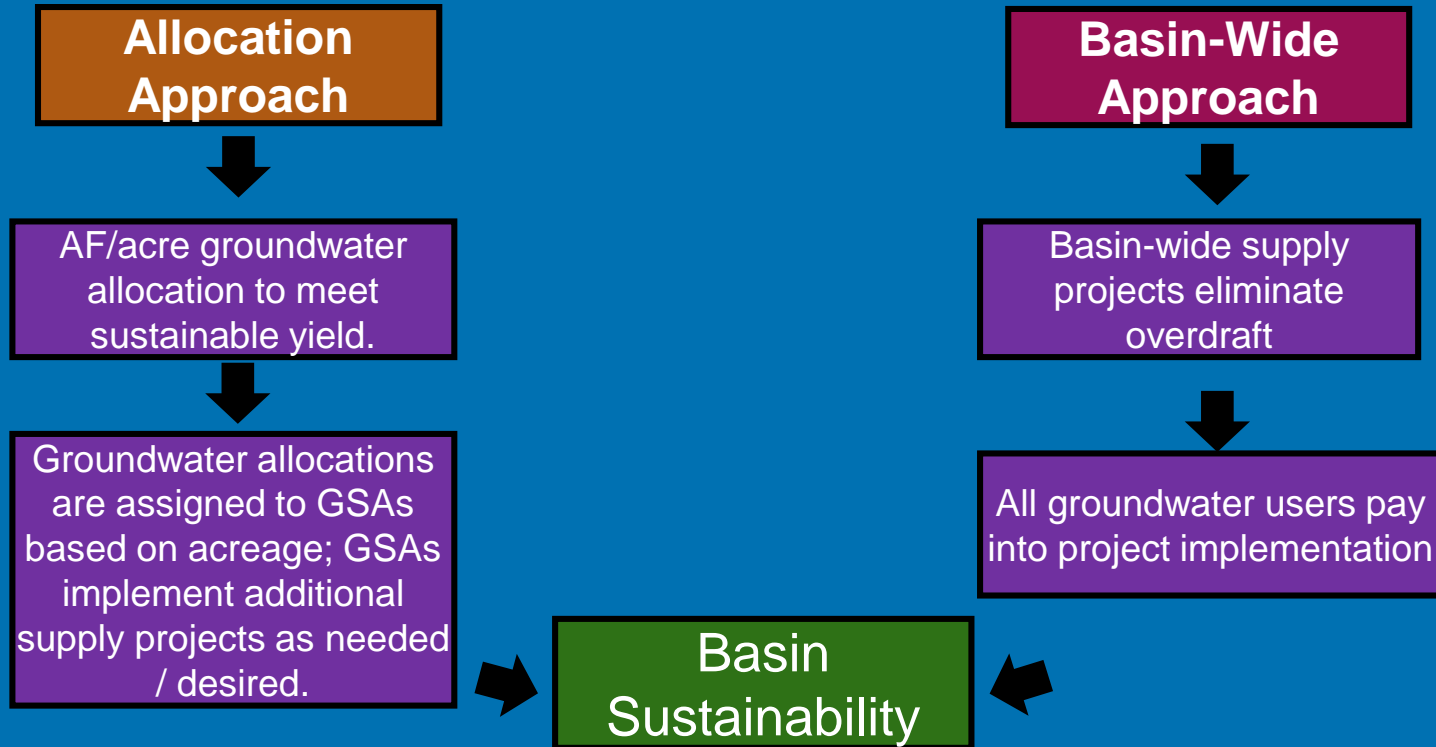 Allocation
Approach
AF/acre groundwater
allocation to meet
sustainable yield.
Groundwater allocations
are assigned to GSAs
based on acreage; GSAs
implement additional
supply projects as needed
/ desired.
Basin-Wide
Approach
Basin-wide supply
projects eliminate
overdraft
All groundwater users pay
into project implementation
Basin
Sustainability